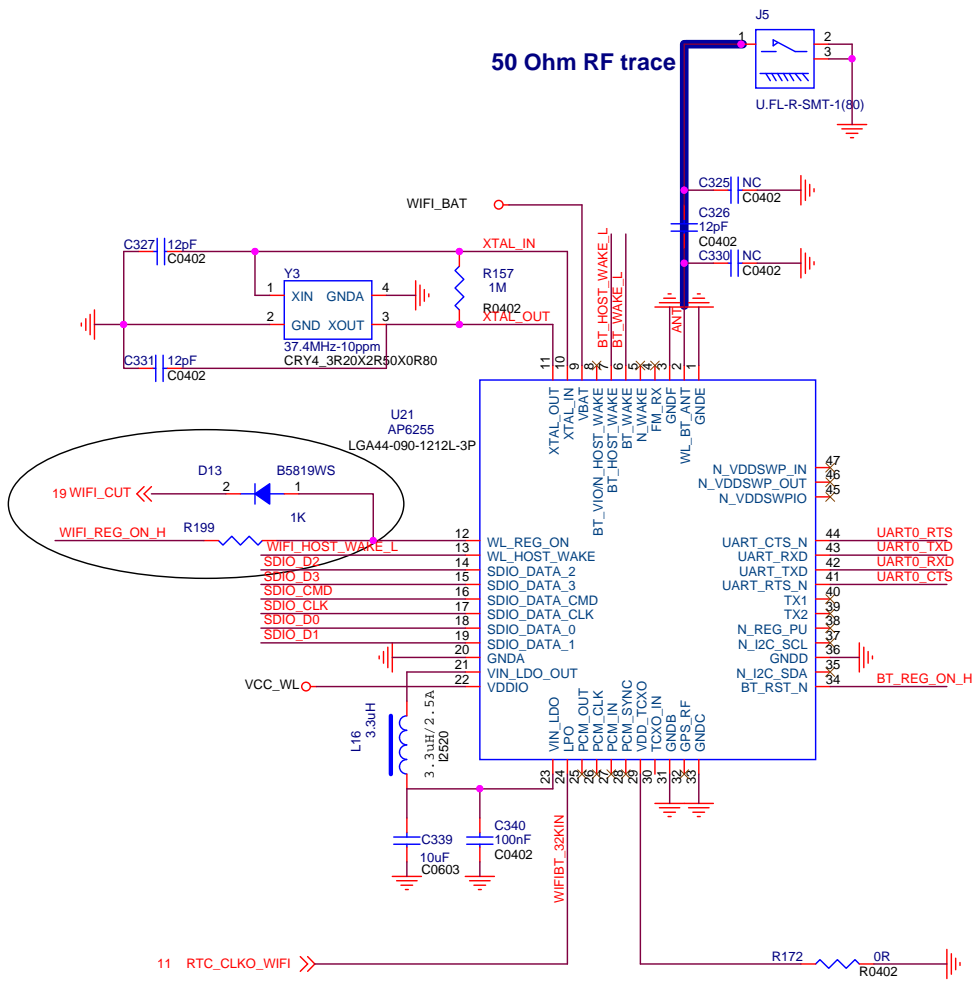 J5
50 Ohm RF trace
1
2
3
U.FL-R-SMT-1(80)
C325 NC
C0402
WIFI_BAT
C326
12pF
C0402
C330 NC
C0402
C327 12pF
C0402
XTAL_IN
Y3
1 XIN GNDA 4
2 GND XOUT 3
37.4MHz-10ppm
CRY4_3R20X2R50X0R80
R157
1M
R0402
XTAL_OUT
C331 12pF
C0402
BT_HOST_WAKE_L
BT_WAKE_L
ANT
11 10 9 8 7 6 5 4 3 2 1
XTAL_OUT
XTAL_IN
VBAT
BT_VIO/N_HOST_WAKE
BT_HOST_WAKE
BT_WAKE
N_WAKE
FM_RX
GNDF
WL_BT_ANT
GNDE
U21
AP6255
LGA44-090-1212L-3P
D13 B5819WS
19 WIFI_CUT 2 1
1K
WIFI_REG_ON_H R199
12 WL_REG_ON
WIFI_HOST_WAKE_L 13 WL_HOST_WAKE
SDIO_D2 14 SDIO_DATA_2
SDIO_D3 15 SDIO_DATA_3
SDIO_CMD 16 SDIO_DATA_CMD
SDIO_CLK 17 SDIO_DATA_CLK
SDIO_D0 18 SDIO_DATA_0
SDIO_D1 19 SDIO_DATA_1
20 GNDA
21 VIN_LDO_OUT
VCC_WL 22 VDDIO
N_VDDSWP_IN 47
N_VDDSWP_OUT 46
N_VDDSWPIO 45
UART_CTS_N 44 UART0_RTS
UART_RXD 43 UART0_TXD
UART_TXD 42 UART0_RXD
UART_RTS_N 41 UART0_CTS
TX1 40
TX2 39
N_REG_PU 38
N_I2C_SCL 37
GNDD 36
N_I2C_SDA 35
BT_RST_N 34 BT_REG_ON_H
VIN_LDO
LPO
PCM_OUT
PCM_CLK
PCM_IN
PCM_SYNC
VDD_TCXO
TCXO_IN
GNDB
GPS_RF
GNDC
23 24 25 26 27 28 29 30 31 32 33
L16
3.3uH
3.3uH/2.5A
I2520
C339
10uF
C0603
C340
100nF
C0402
WIFIBT_32KIN
11 RTC_CLKO_WIFI
R172 0R
R0402